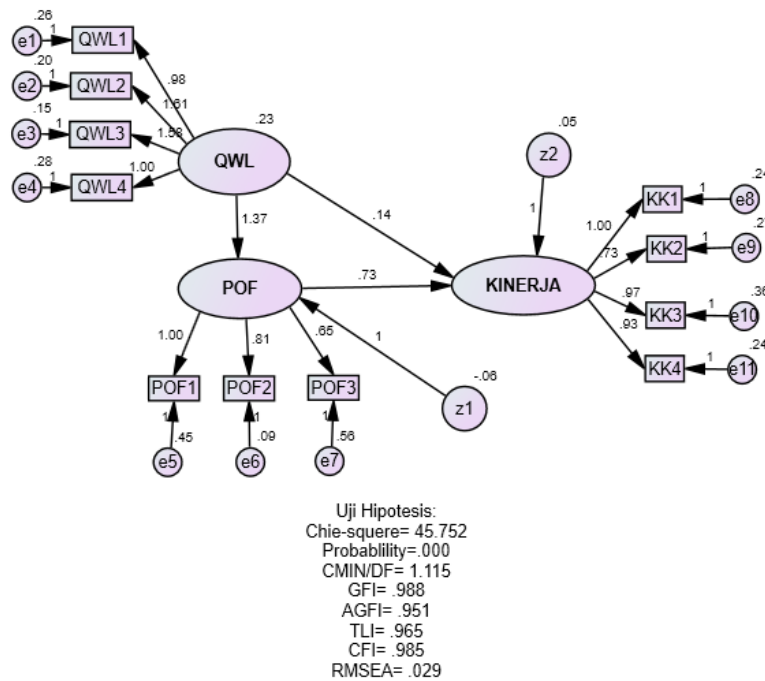 .26
e1 1 QWL1
.20
e2 1 QWL2
.15
e3 1 QWL3
.28
e4 1 QWL4
.98
1.61
1.58
1.00
.23
QWL
1.37
.14
.05
z2
1
POF
.73
KINERJA
1.00
.73
.97
.93
KK1 1 e8
KK2 1 e9
.36
KK3 1 e10
KK4 1 e11
1.00
.81
.65
1
-.06
z1
POF1
POF2
POF3
1
1
1
.45
.09
.56
e5
e6
e7
Uji Hipotesis:
Chie-squere= 45.752
Probablility=.000
CMIN/DF= 1.115
GFI= .988
AGFI= .951
TLI= .965
CFI= .985
RMSEA= .029